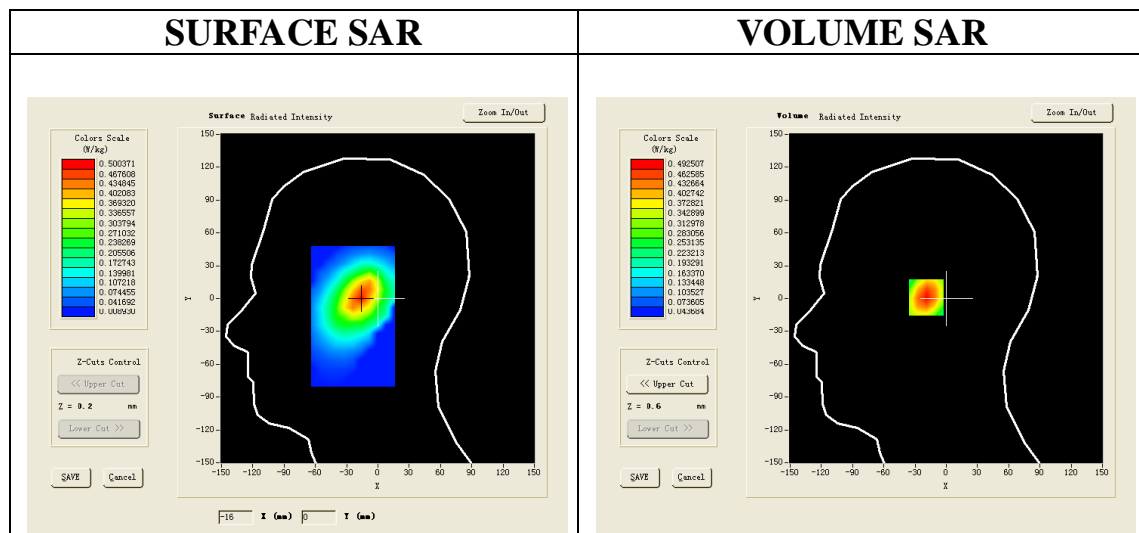 SURFACE SAR
VOLUME SAR
Surface Radiated Intensity
Zoom In/Out
Colors Scale
(W/kg)
0.500371
0.467608
0.434845
0.402083
0.369320
0.336557
0.303794
0.271032
0.238269
0.205506
0.172743
0.139981
0.107218
0.074455
0.041692
0.008930
150
120
90
60
30
0
-30
-60
-90
-120
-150
Y
-150 -120 -90 -60 -30 0 30 60 90 120 150
X
Z-Cuts Control
<< Upper Cut
Z = 0.2 mm
Lower Cut >>
SAVE Cancel
-16 X (mm) 0 Y (mm)
Volume Radiated Intensity
Zoom In/Out
Colors Scale
(W/kg)
0.492507
0.462585
0.432664
0.402742
0.372821
0.342899
0.312978
0.283056
0.253135
0.223213
0.193291
0.163370
0.133448
0.103527
0.073605
0.043684
150
120
90
60
30
0
-30
-60
-90
-120
-150
Y
-150 -120 -90 -60 -30 0 30 60 90 120 150
X
Z-Cuts Control
<< Upper Cut
Z = 0.6 mm
Lower Cut >>
SAVE Cancel